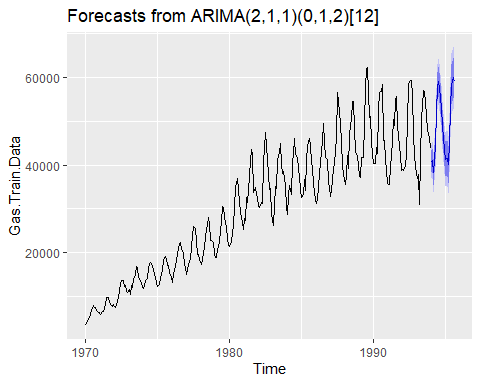 Forecasts from ARIMA(2,1,1)(0,1,2)[12]
60000
40000
20000
Gas.Train.Data
1970
1980
1990
Time